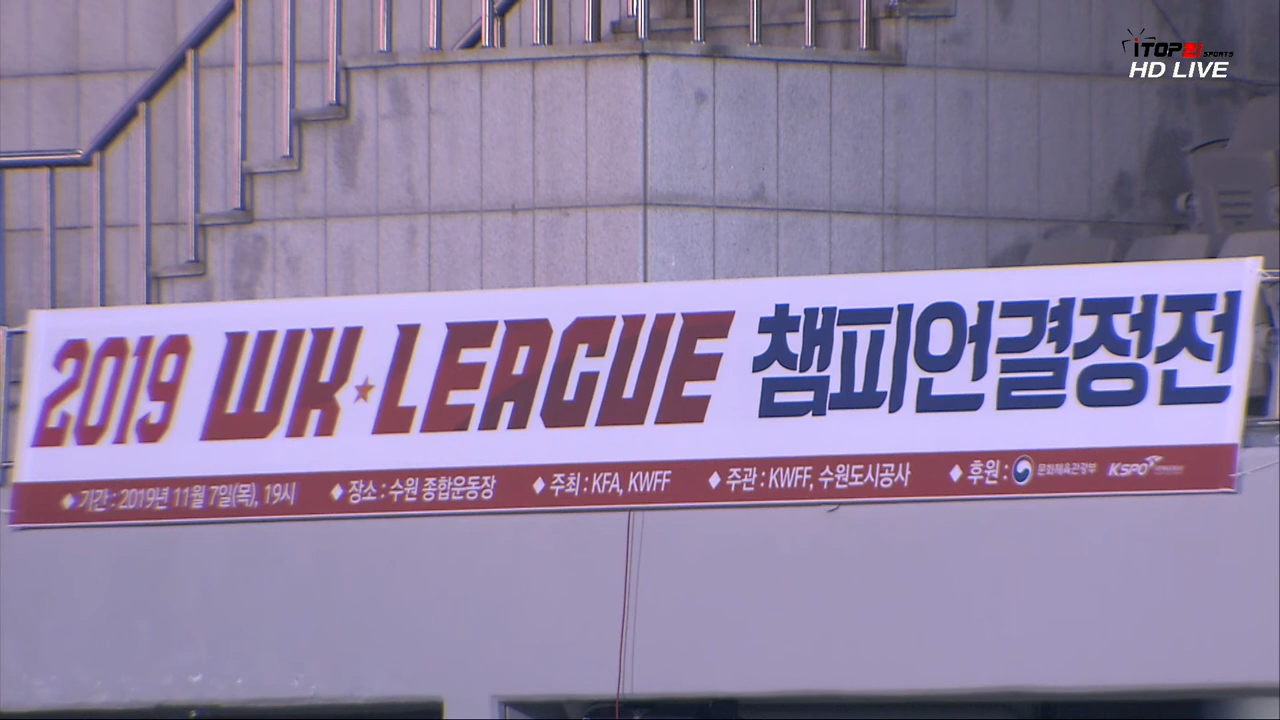 iTOP21 SPORTS
HD LIVE
2019 WK★LEAGUE 챔피언결정전
◆ 기간 : 2019년 11월 7일(목), 19시 ◆ 장소 : 수원 종합운동장 ◆ 주최 : KFA, KWFF ◆ 주관 : KWFF, 수원도시공사 ◆ 후원 : 문화체육관광부 KSPO